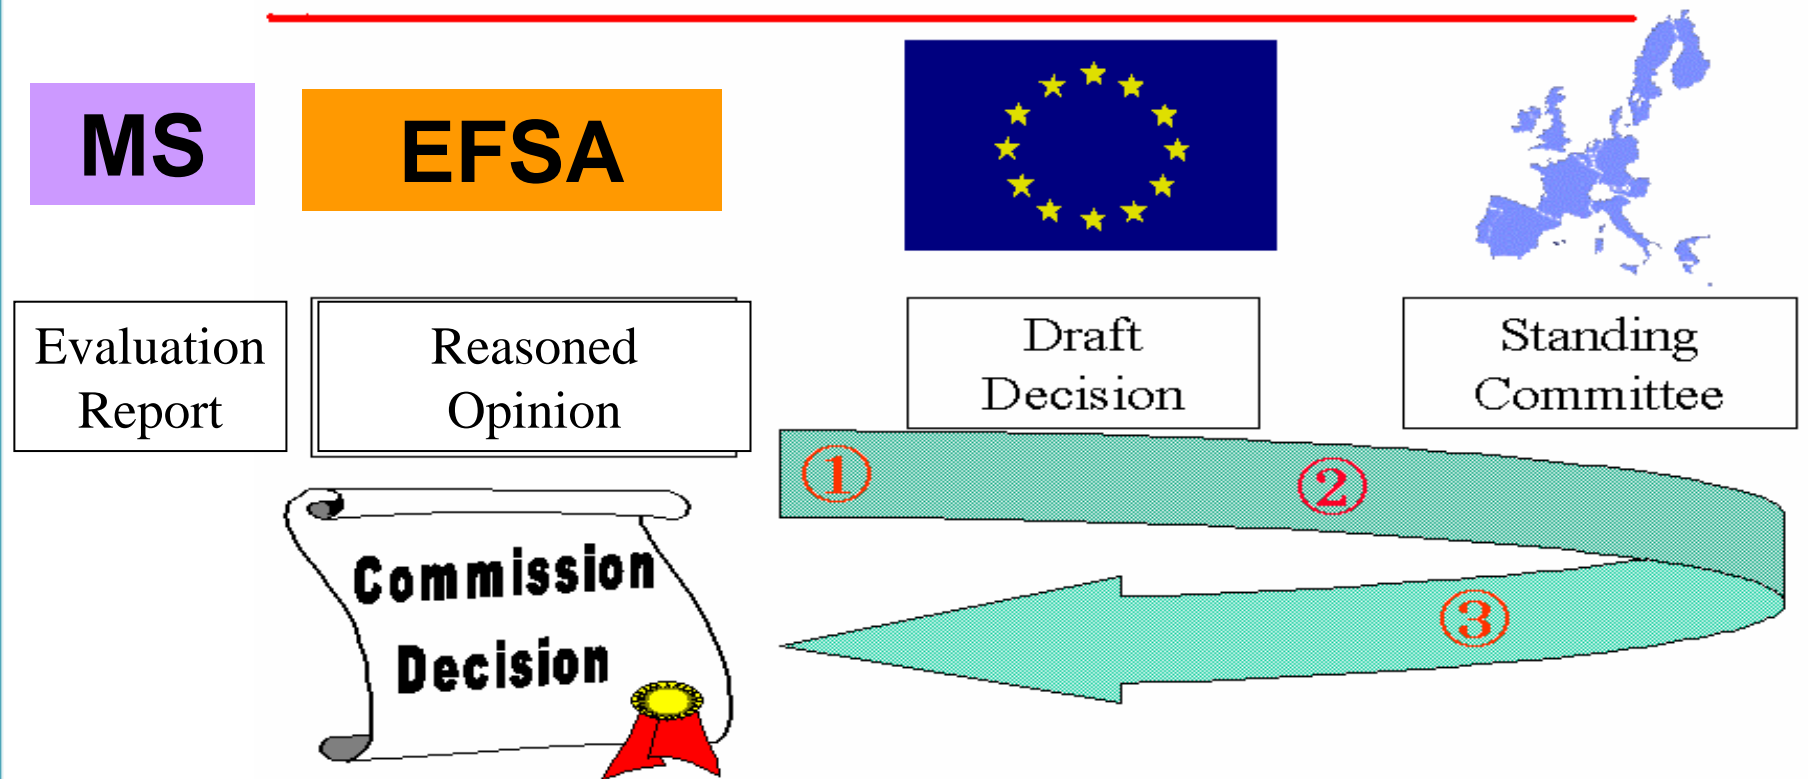 MS
EFSA
Evaluation
Report
Reasoned
Opinion
Draft
Decision
Standing
Committee
①
②
③
Commission
Decision